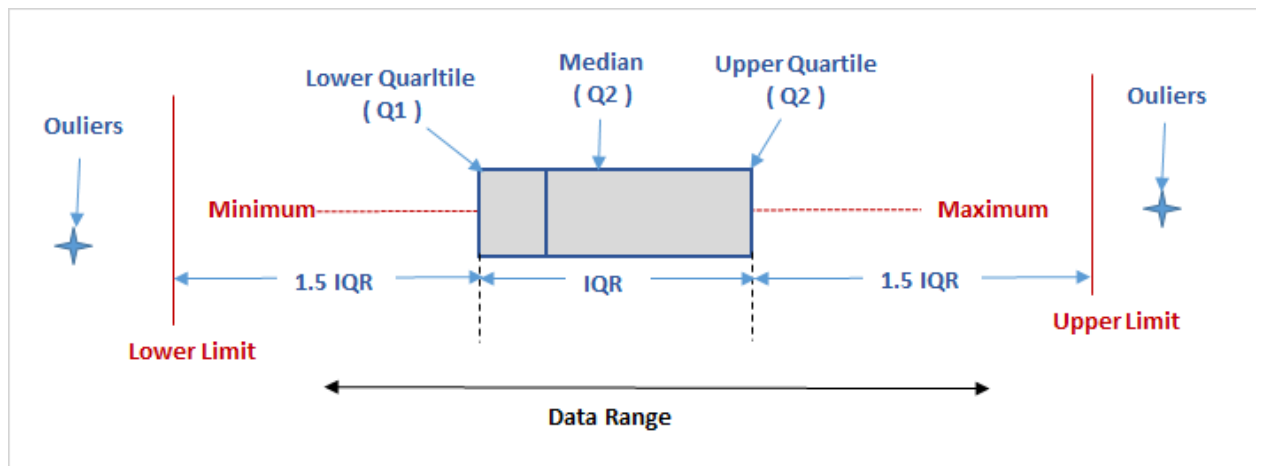 Lower Quarltile
( Q1 )
Median
( Q2 )
Upper Quartile
( Q2 )
Ouliers
Ouliers
Minimum
Maximum
1.5 IQR
IQR
1.5 IQR
Lower Limit
Upper Limit
Data Range